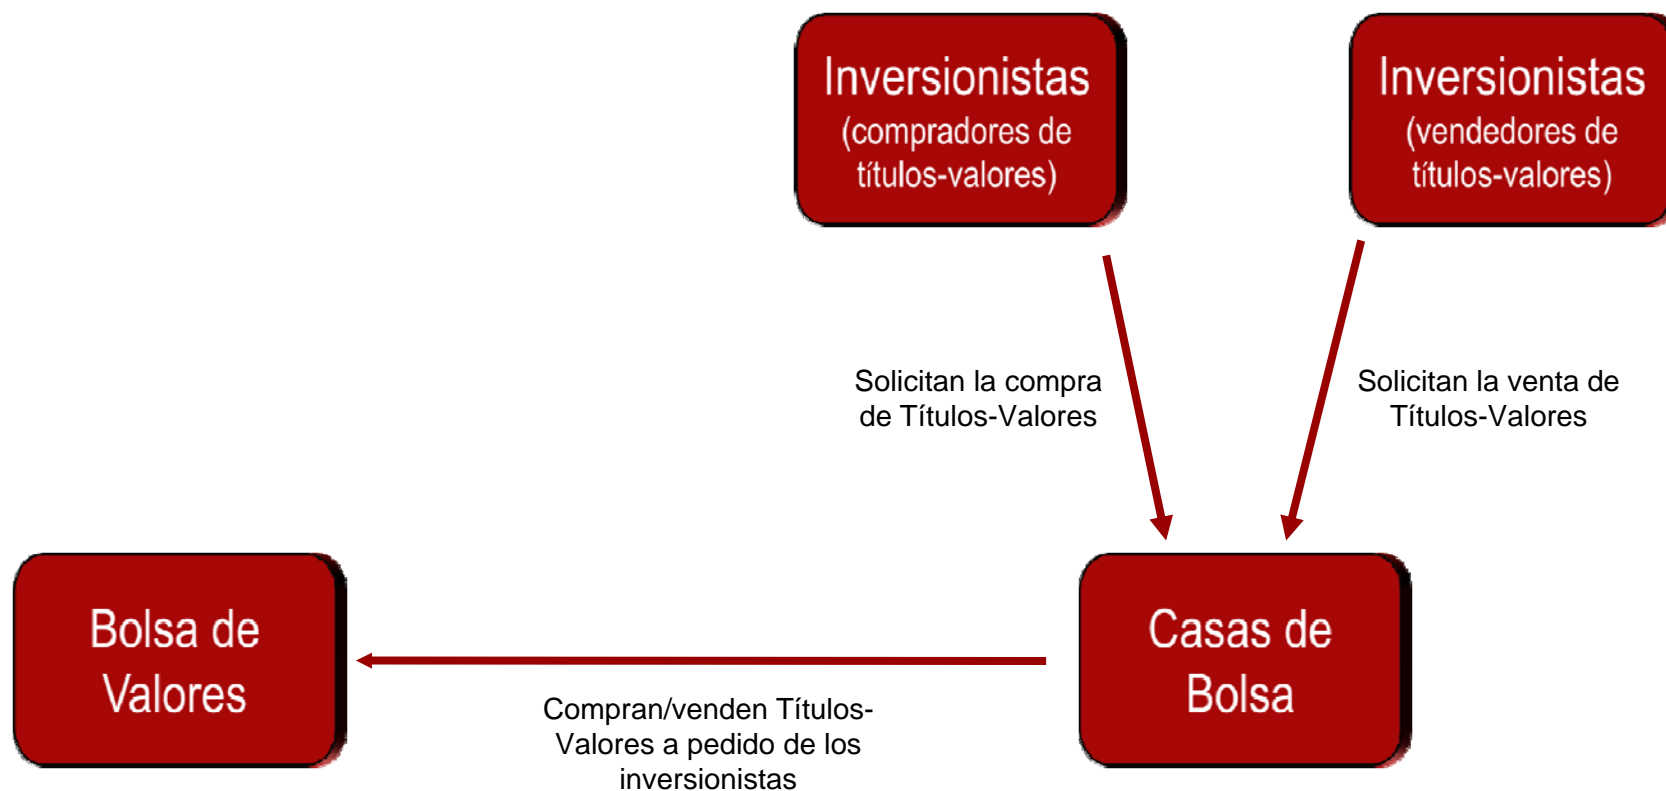 Inversionistas
(compradores de
títulos-valores)
Inversionistas
(vendedores de
títulos-valores)
Solicitan la compra
de Títulos-Valores
Solicitan la venta de
Títulos-Valores
Bolsa de
Valores
Compran/venden Títulos-
Valores a pedido de los
inversionistas
Casas de
Bolsa